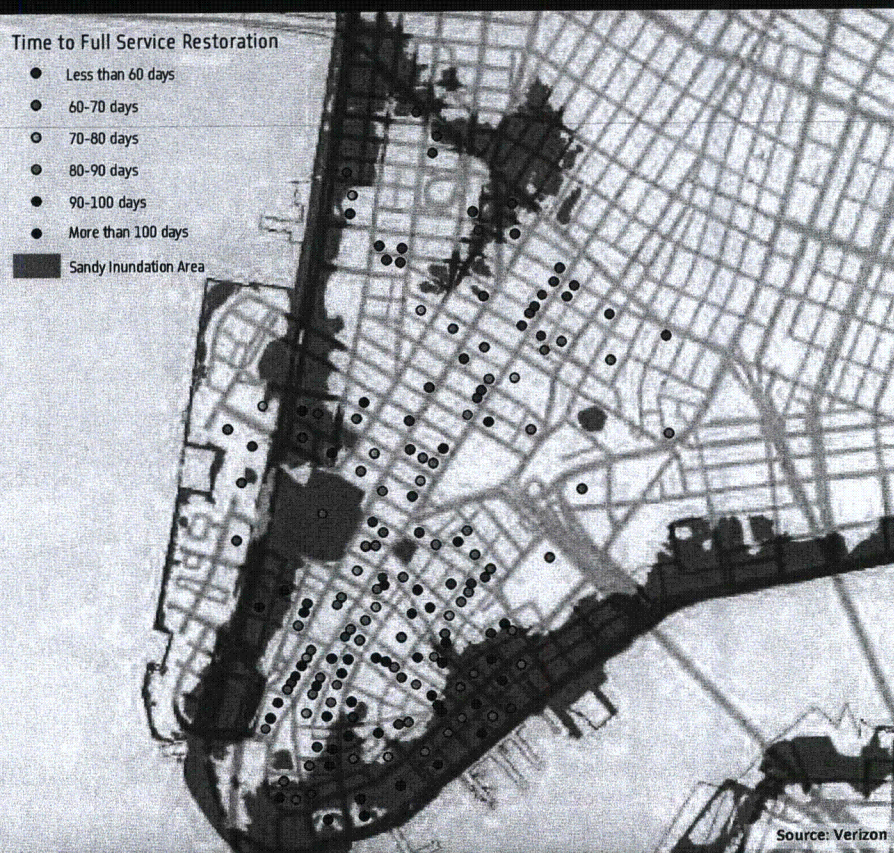 Time to Full Service Restoration
Less than 60 days
60-70 days
70-80 days
80-90 days
90-100 days
More than 100 days
Sandy Inundation Area
Source: Verizon